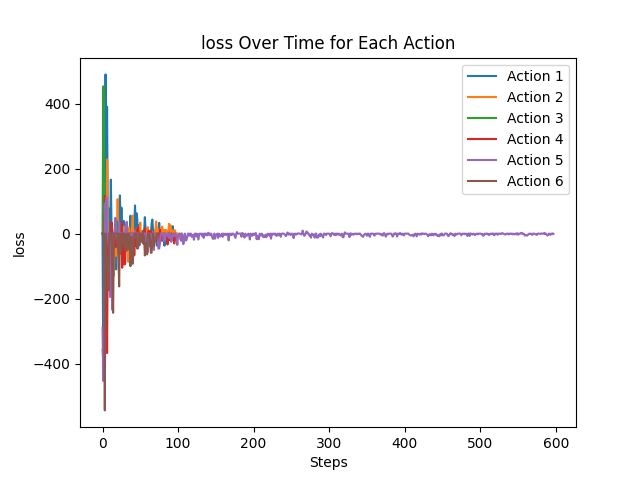 loss Over Time for Each Action
Action 1
Action 2
Action 3
Action 4
Action 5
Action 6
400
200
0
−200
−400
loss
0 100 200 300 400 500 600
Steps